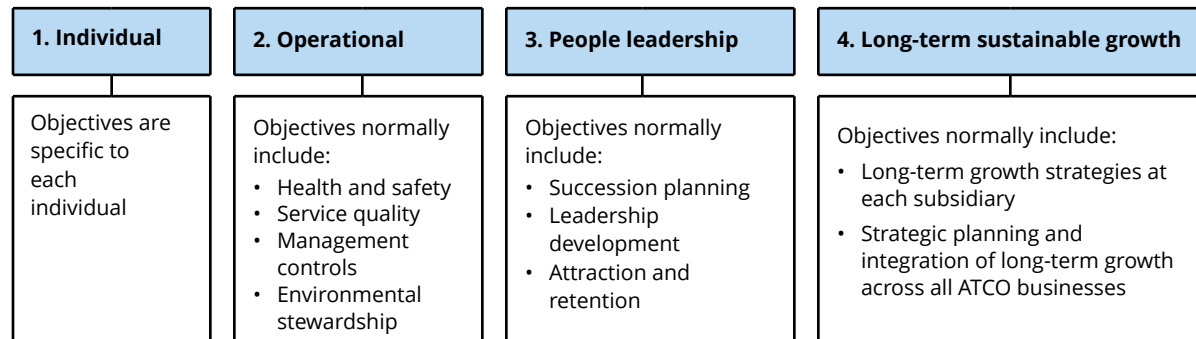 1. Individual
Objectives are
specific to
each
individual
2. Operational
Objectives normally
include:
• Health and safety
• Service quality
• Management
controls
• Environmental
stewardship
3. People leadership
Objectives normally
include:
• Succession planning
• Leadership
development
• Attraction and
retention
4. Long-term sustainable growth
Objectives normally include:
• Long-term growth strategies at
each subsidiary
• Strategic planning and
integration of long-term growth
across all ATCO businesses